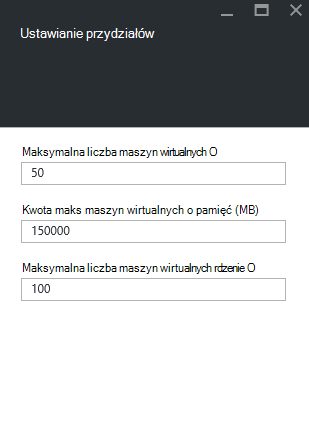 Ustawianie przydziałów
Maksymalna liczba maszyn wirtualnych O
50
Kwota maks maszyn wirtualnych o pamięć (MB)
150000
Maksymalna liczba maszyn wirtualnych rdzenie O
100